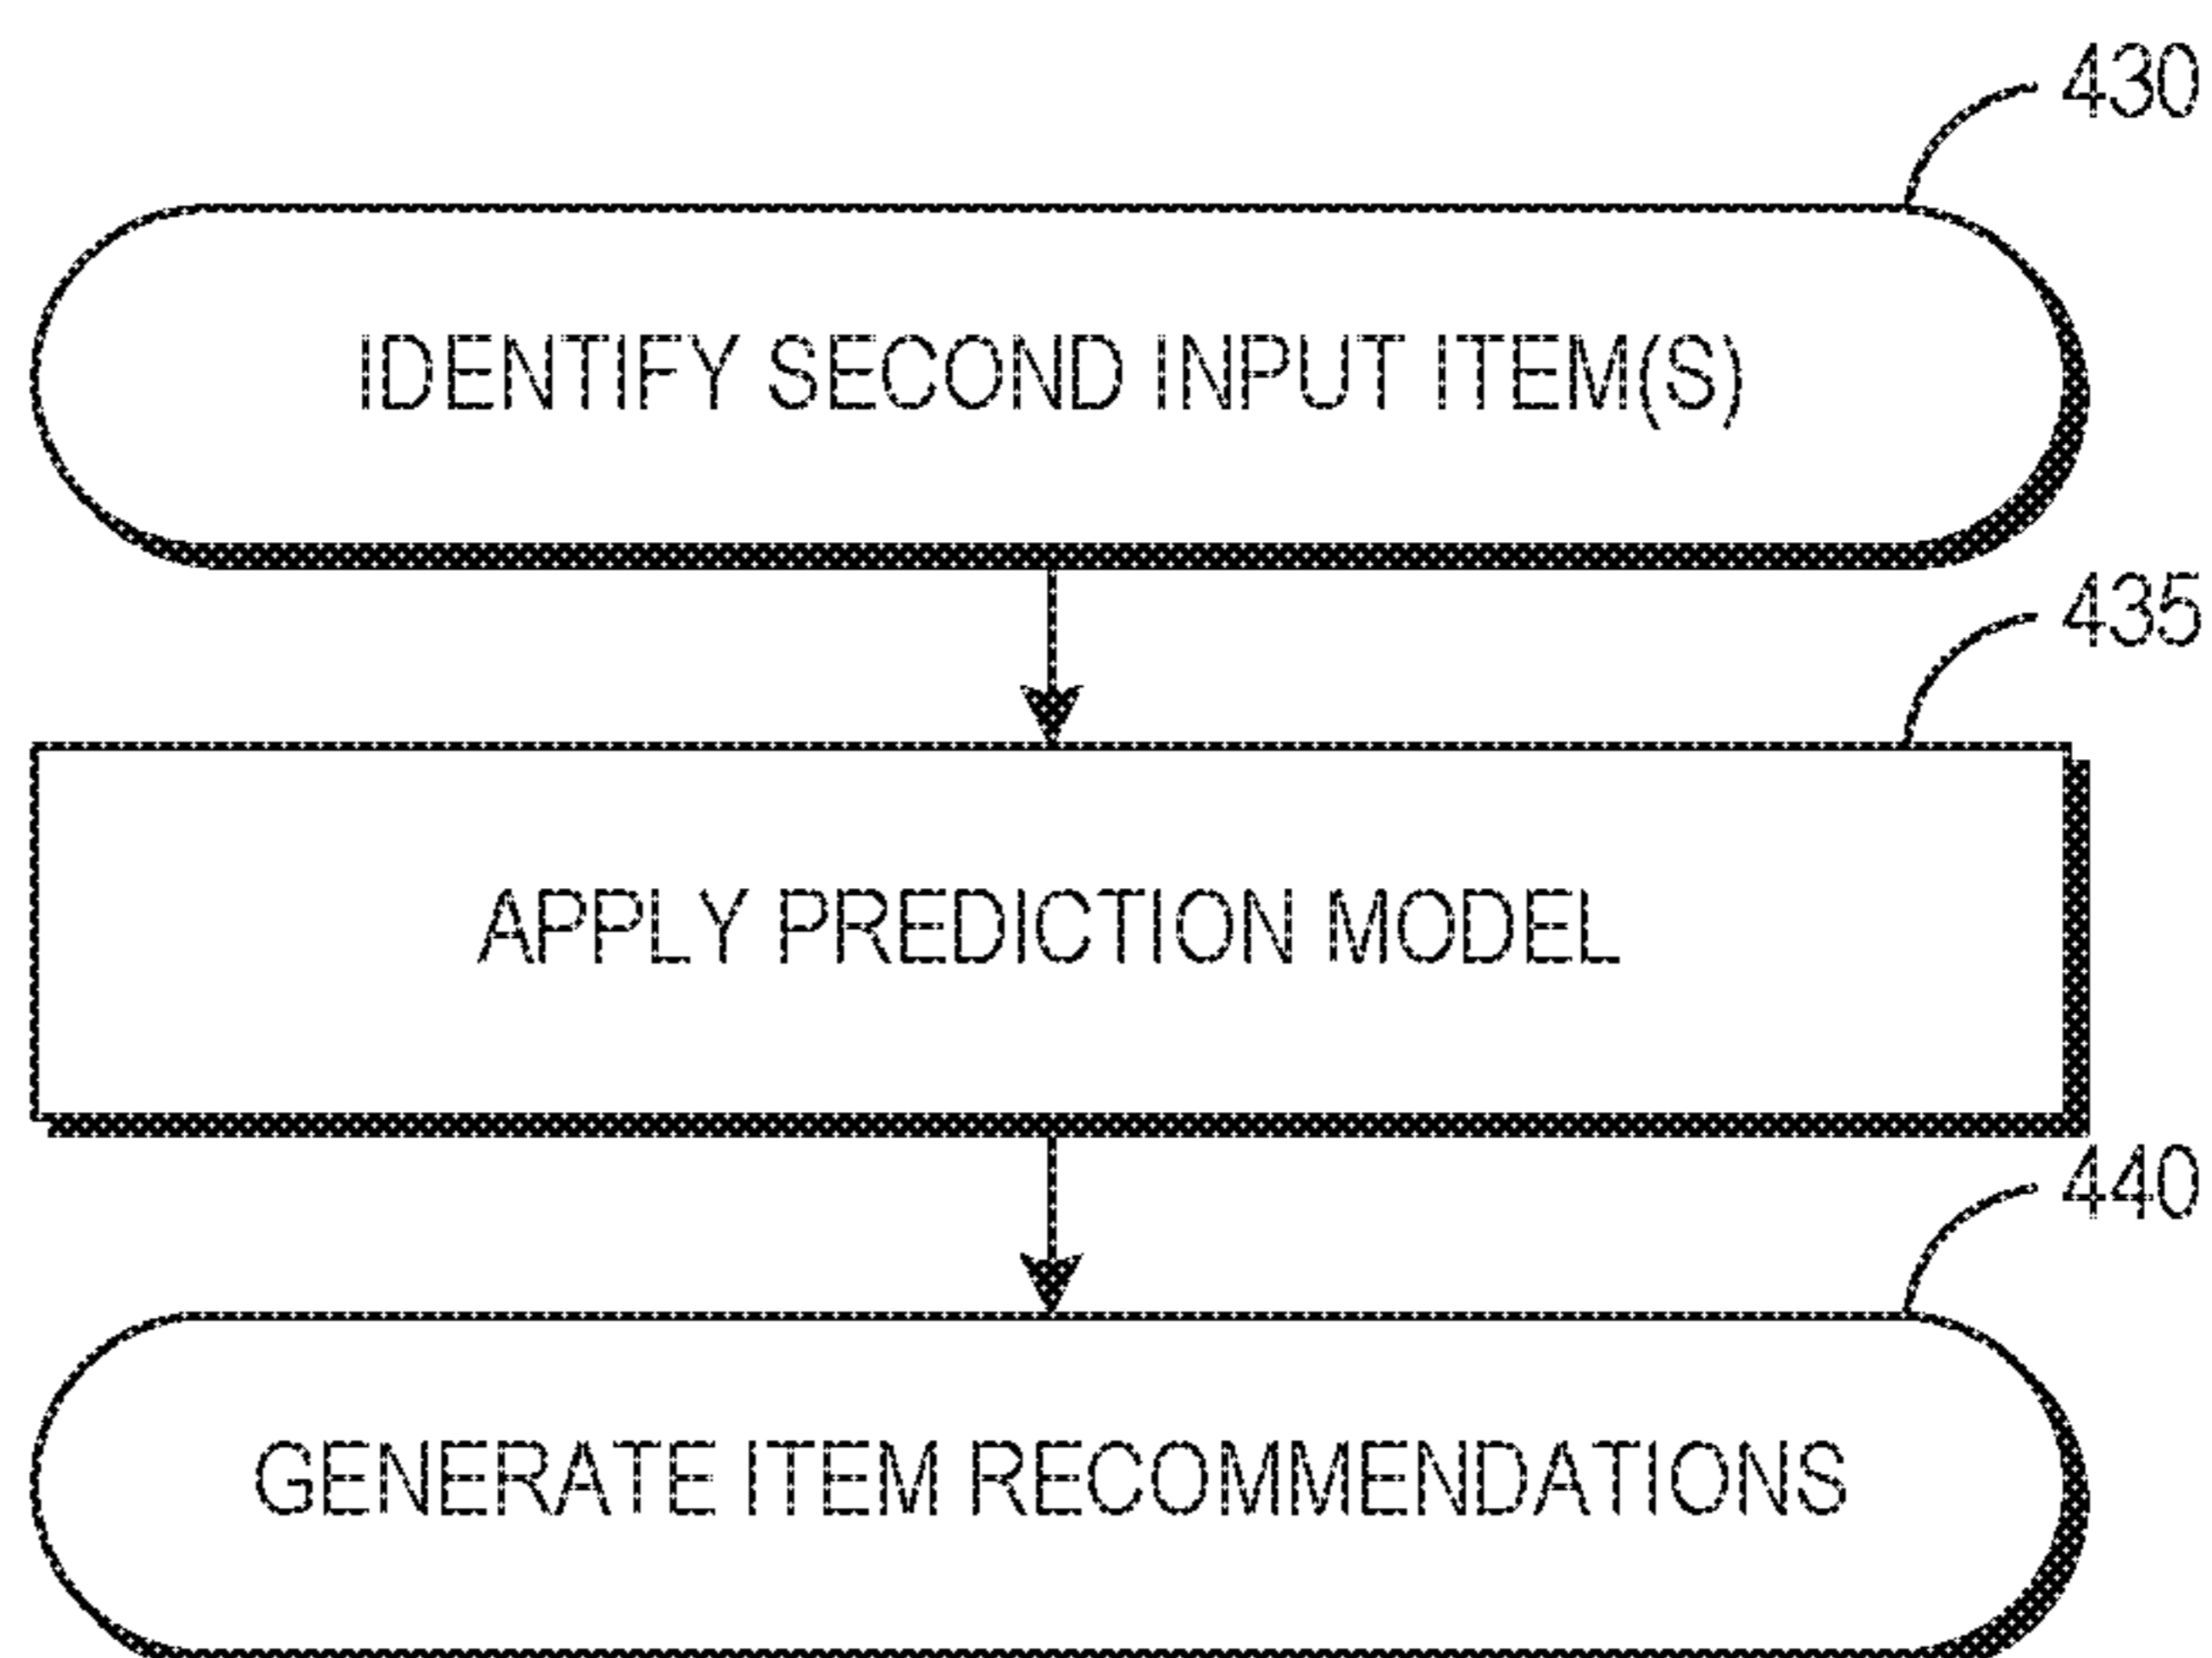 430
IDENTIFY SECOND INPUT ITEM(S)
435
APPLY PREDICTION MODEL
440
GENERATE ITEM RECOMMENDATIONS